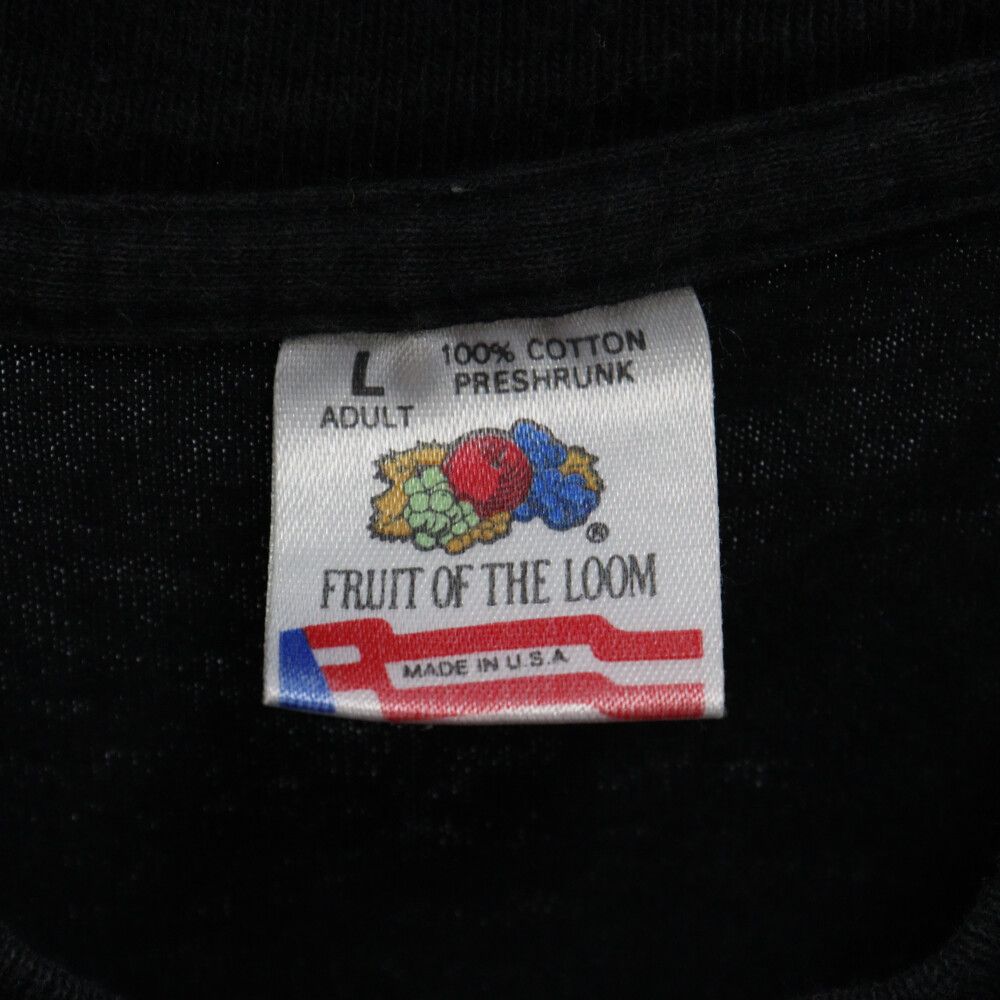 L
ADULT
100% COTTON
PRESHRUNK
®
FRUIT OF THE LOOM
MADE IN U.S.A